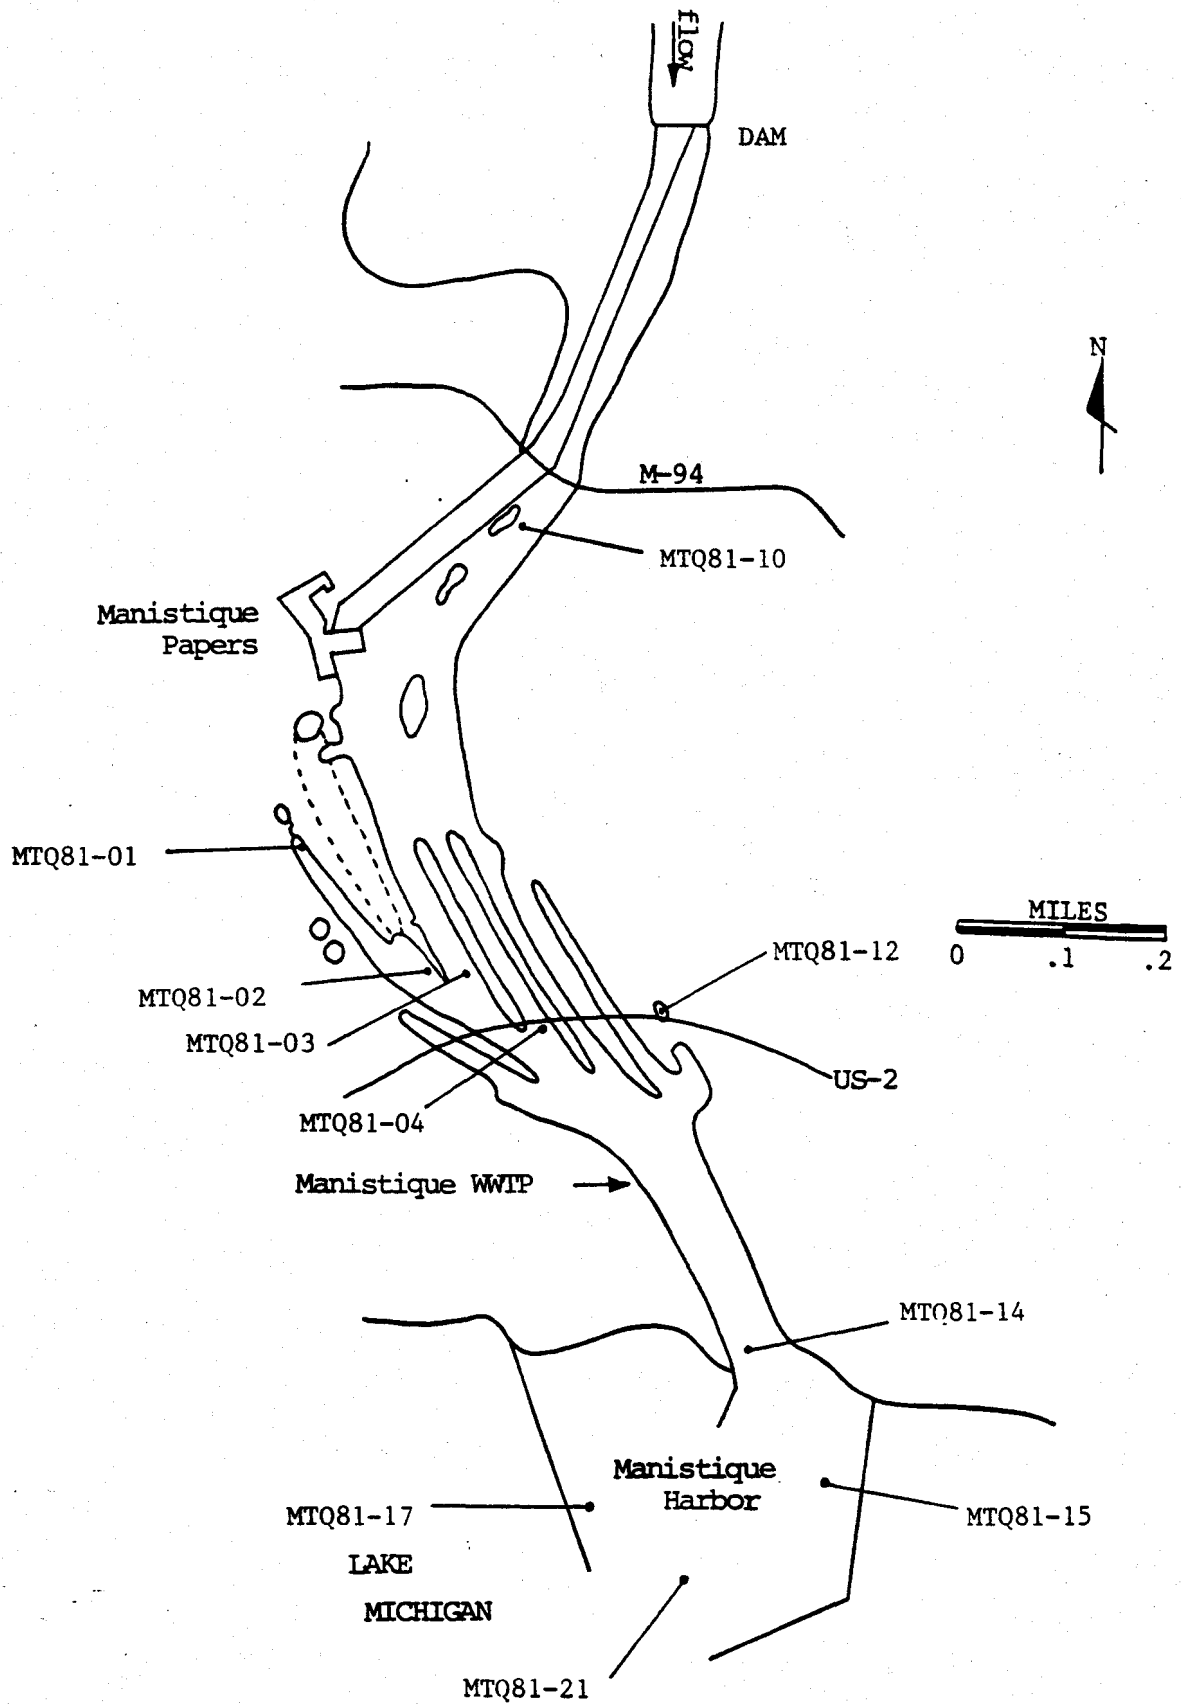 flow
DAM
N
M-94
MTQ81-10
Manistique
Papers
MTQ81-01
MILES
0 .1 .2
MTQ81-12
MTQ81-02
MTQ81-03
US-2
MTQ81-04
Manistique WWTP
MTQ81-14
Manistique
Harbor
MTQ81-17
MTQ81-15
LAKE
MICHIGAN
MTQ81-21